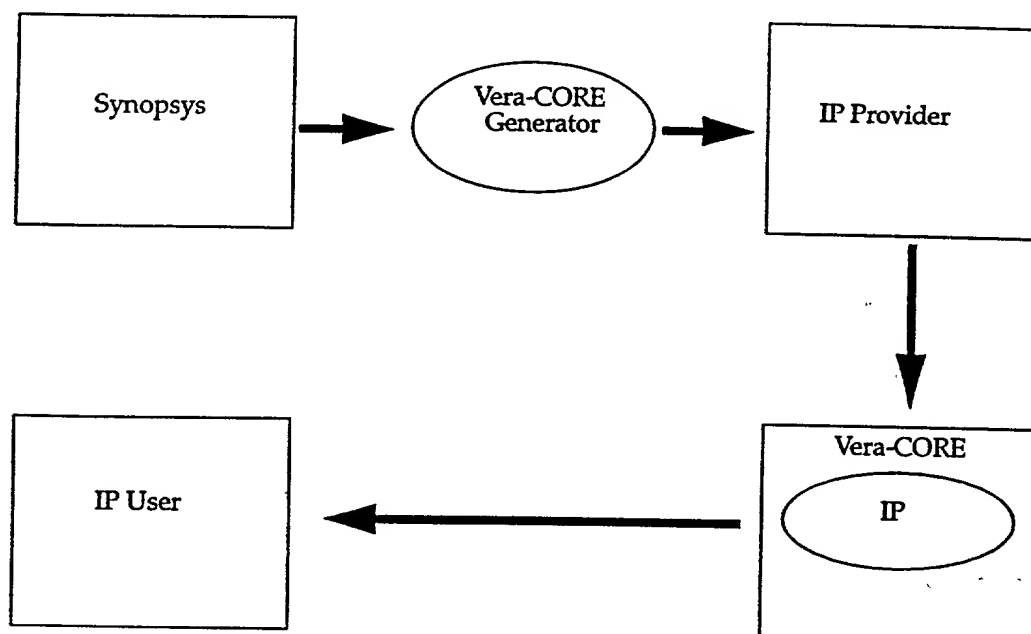 Synopsys
Vera-CORE
Generator
IP Provider
Vera-CORE
IP
IP User